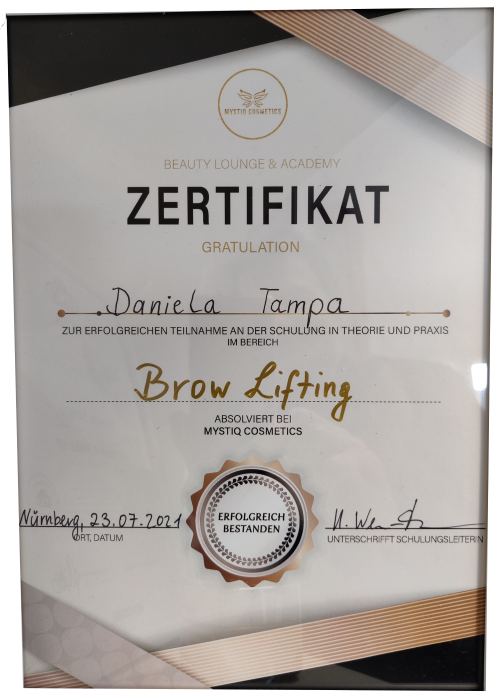 MYSTIQ COSMETICS
BEAUTY LOUNGE & ACADEMY
ZERTIFIKAT
GRATULATION
Daniela Tampa
ZUR ERFOLGREICHEN TEILNAHME AN DER SCHULUNG IN THEORIE UND PRAXIS
IM BEREICH
Brow Lifting
ABSOLVIERT BEI
MYSTIQ COSMETICS
Nürnberg, 23.07.2021
ORT, DATUM
ERFOLGREICH
BESTANDEN
UNTERSCHRIFFT SCHULUNGSLEITERIN